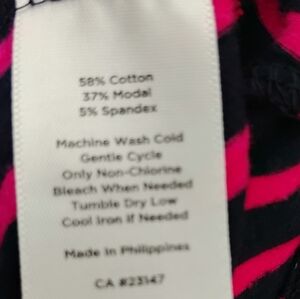 58% Cotton
37% Modal
5% Spandex
Machine Wash Cold
Gentle Cycle
Only Non-Chlorine
Bleach When Needed
Tumble Dry Low
Cool Iron If Needed
Made In Philippines
CA #23147